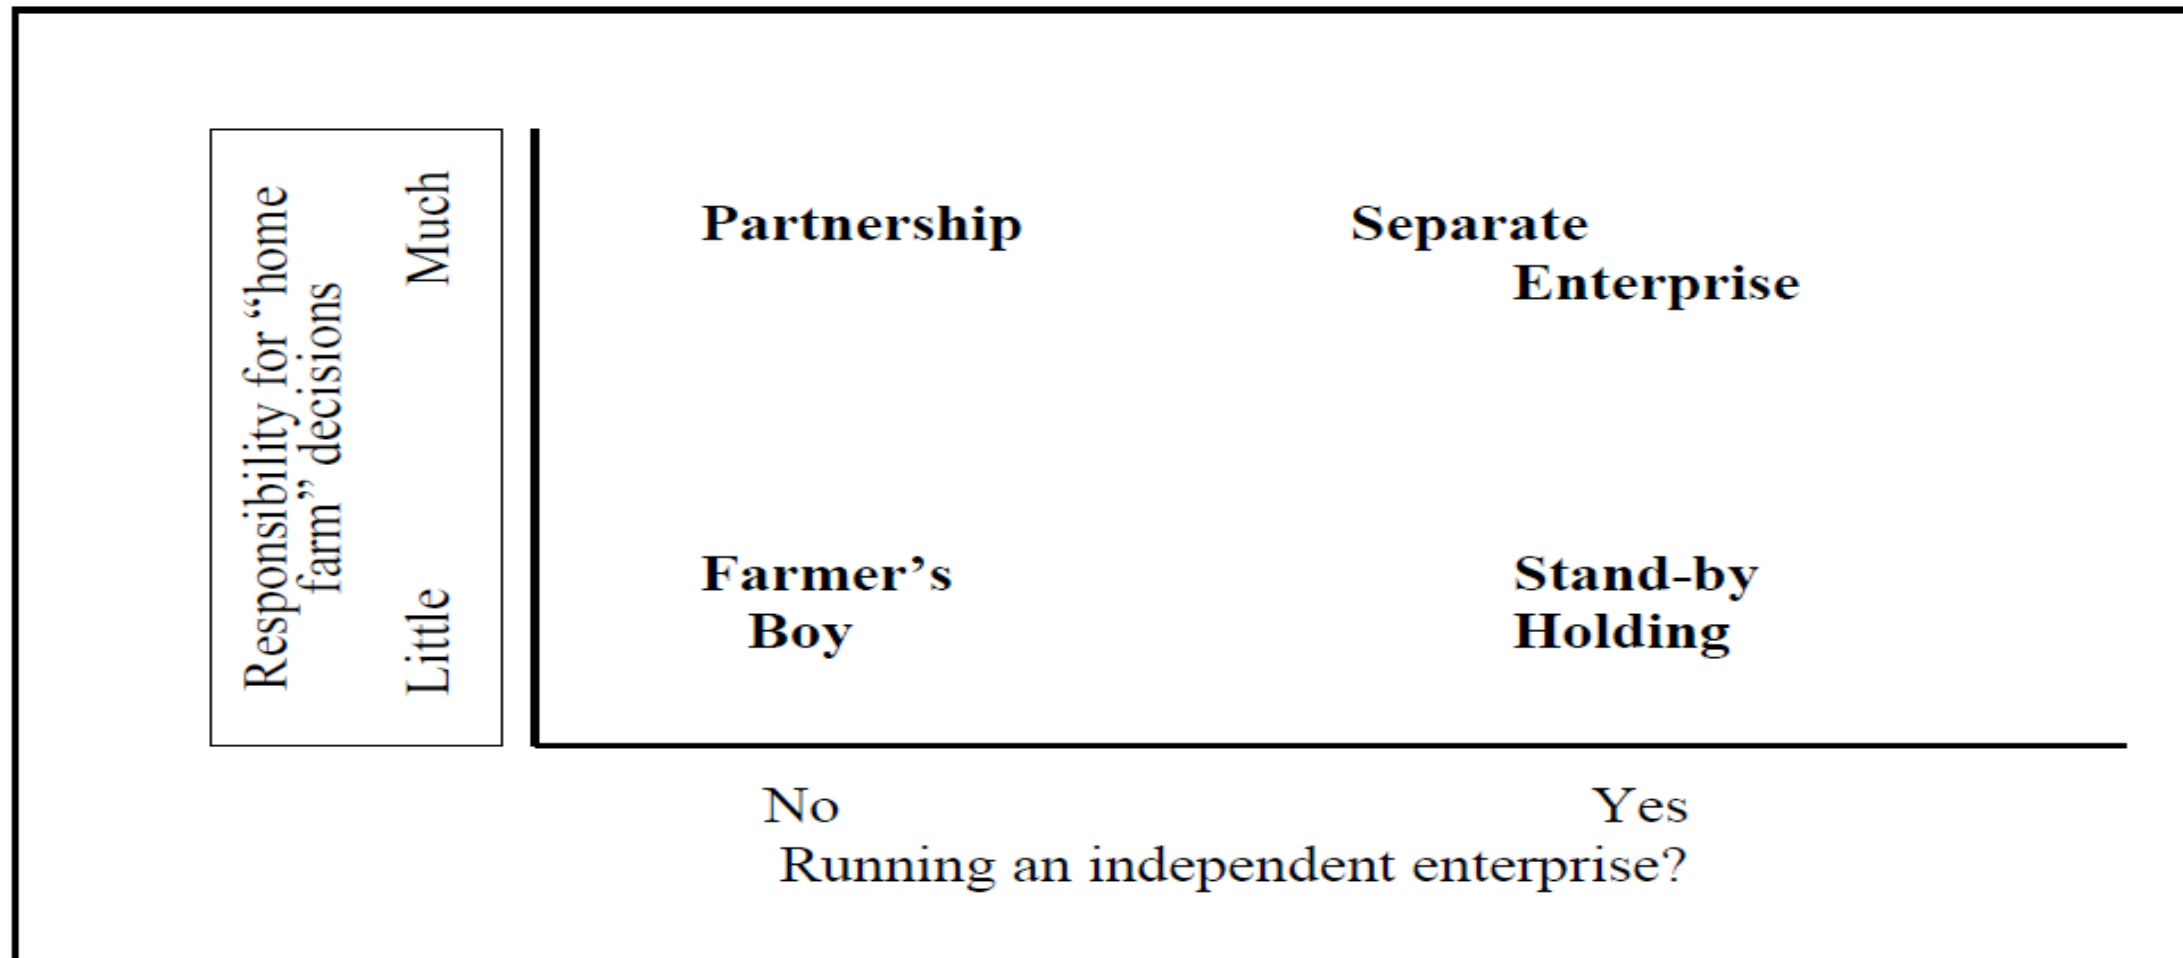 Responsibility for “home
farm” decisions
Much
Little
Partnership
Separate
Enterprise
Farmer’s
Boy
Stand-by
Holding
No
Yes
Running an independent enterprise?